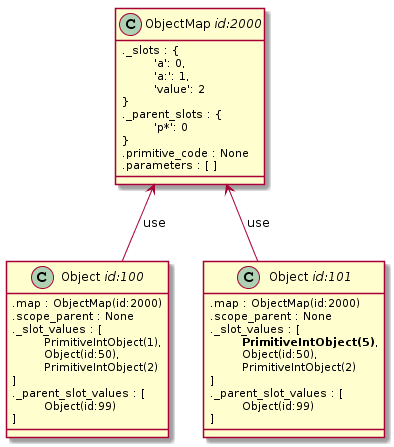 C ObjectMap id:2000
._slots : {
'a': 0,
'a:': 1,
'value': 2
}
._parent_slots : {
'p*': 0
}
.primitive_code : None
.parameters : [ ]
use
use
C Object id:100
.map : ObjectMap(id:2000)
.scope_parent : None
._slot_values : [
PrimitiveIntObject(1),
Object(id:50),
PrimitiveIntObject(2)
]
._parent_slot_values : [
Object(id:99)
]
C Object id:101
.map : ObjectMap(id:2000)
.scope_parent : None
._slot_values : [
PrimitiveIntObject(5),
Object(id:50),
PrimitiveIntObject(2)
]
._parent_slot_values : [
Object(id:99)
]